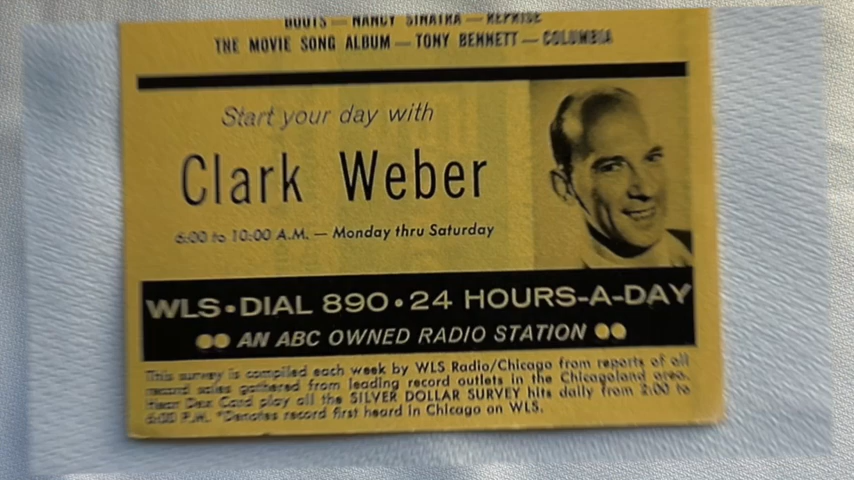 BOOTS — NANCY SINATRA — REPRISE
THE MOVIE SONG ALBUM — TONY BENNETT — COLUMBIA
Start your day with
Clark Weber
6:00 to 10:00 A.M. — Monday thru Saturday
WLS • DIAL 890 • 24 HOURS-A-DAY
AN ABC OWNED RADIO STATION
This survey is compiled each week by WLS Radio/Chicago from reports of all
record sales gathered from leading record outlets in the Chicagoland area.
Hear Dex Card play all the SILVER DOLLAR SURVEY hits daily from 2:00 to
6:00 P.M. *Denotes record first heard in Chicago on WLS.